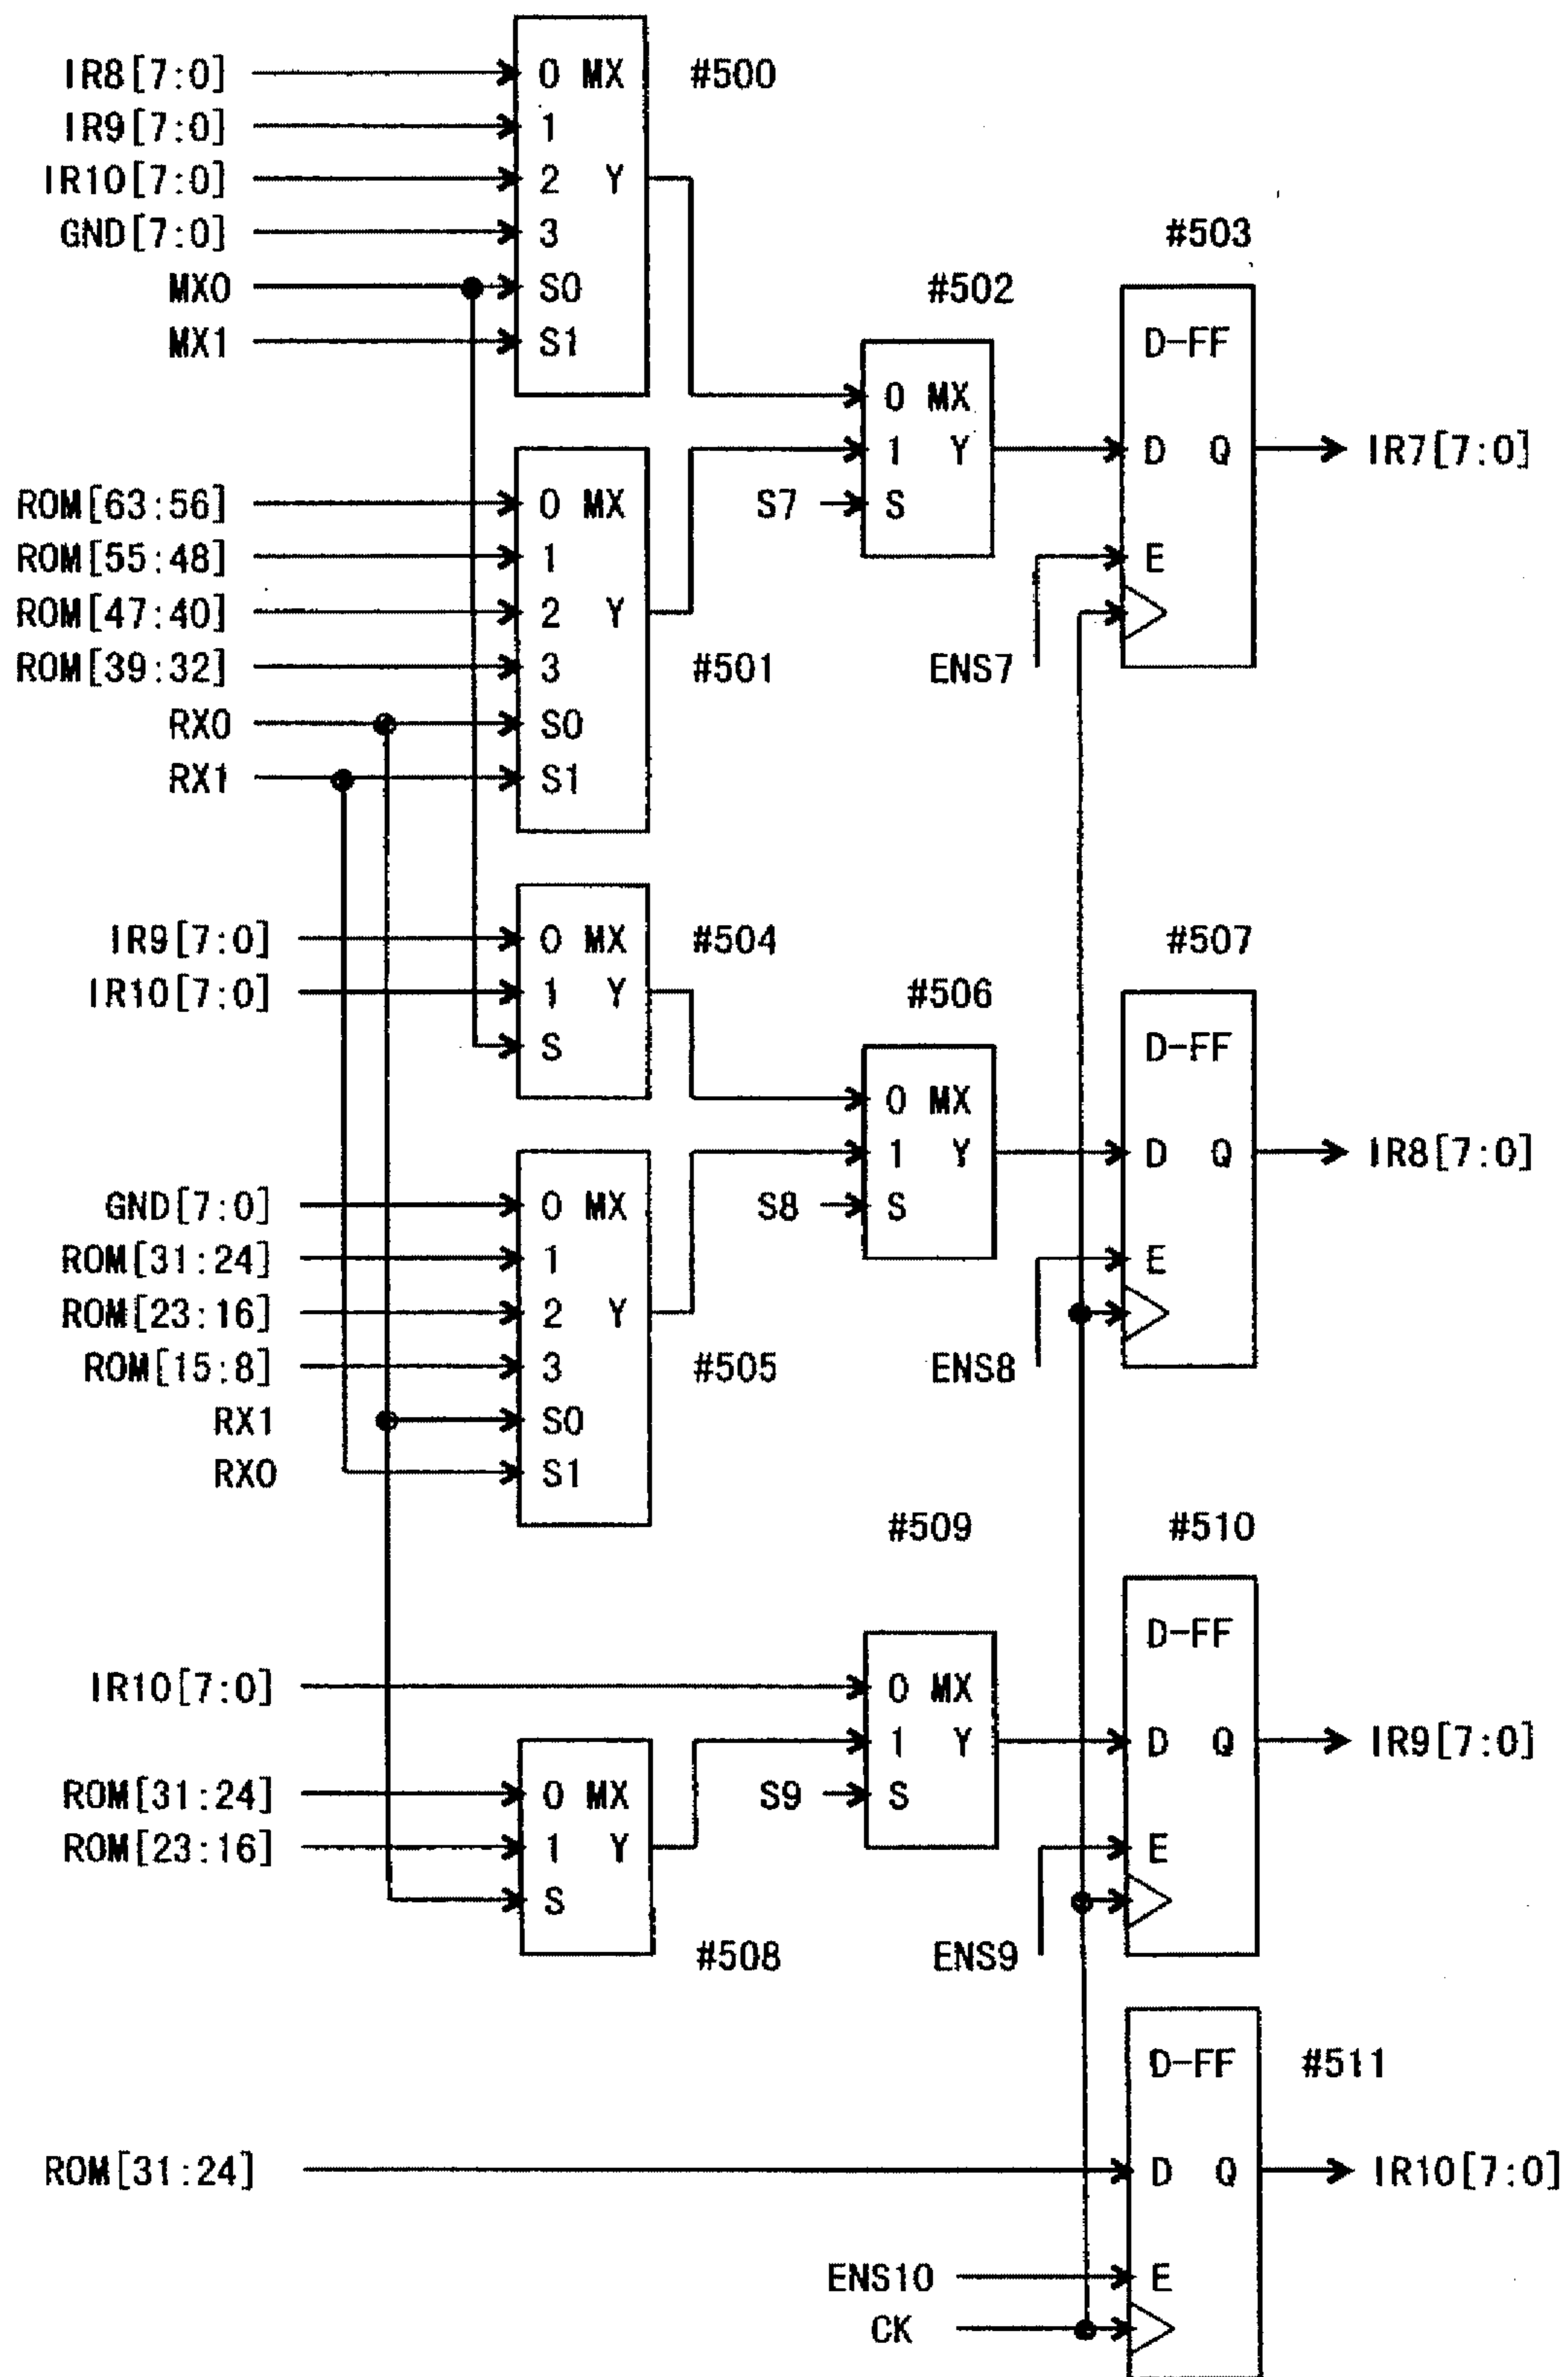 IR8[7:0] 0 MX #500
IR9[7:0] 1
IR10[7:0] 2 Y
GND[7:0] 3
MX0 S0
MX1 S1
ROM[63:56] 0 MX
ROM[55:48] 1
ROM[47:40] 2 Y
ROM[39:32] 3 #501
RX0 S0
RX1 S1
#502
0 MX
1 Y
S7 S
#503
D-FF
D Q IR7[7:0]
E
ENS7
IR9[7:0] 0 MX #504
IR10[7:0] 1 Y
S
GND[7:0] 0 MX
ROM[31:24] 1
ROM[23:16] 2 Y
ROM[15:8] 3 #505
RX1 S0
RX0 S1
#506
0 MX
1 Y
S8 S
#507
D-FF
D Q IR8[7:0]
E
ENS8
#509
IR10[7:0] 0 MX
1 Y
S9 S
ROM[31:24] 0 MX
ROM[23:16] 1 Y
S
#508
#510
D-FF
D Q IR9[7:0]
E
ENS9
D-FF #511
ROM[31:24] D Q IR10[7:0]
ENS10 E
CK